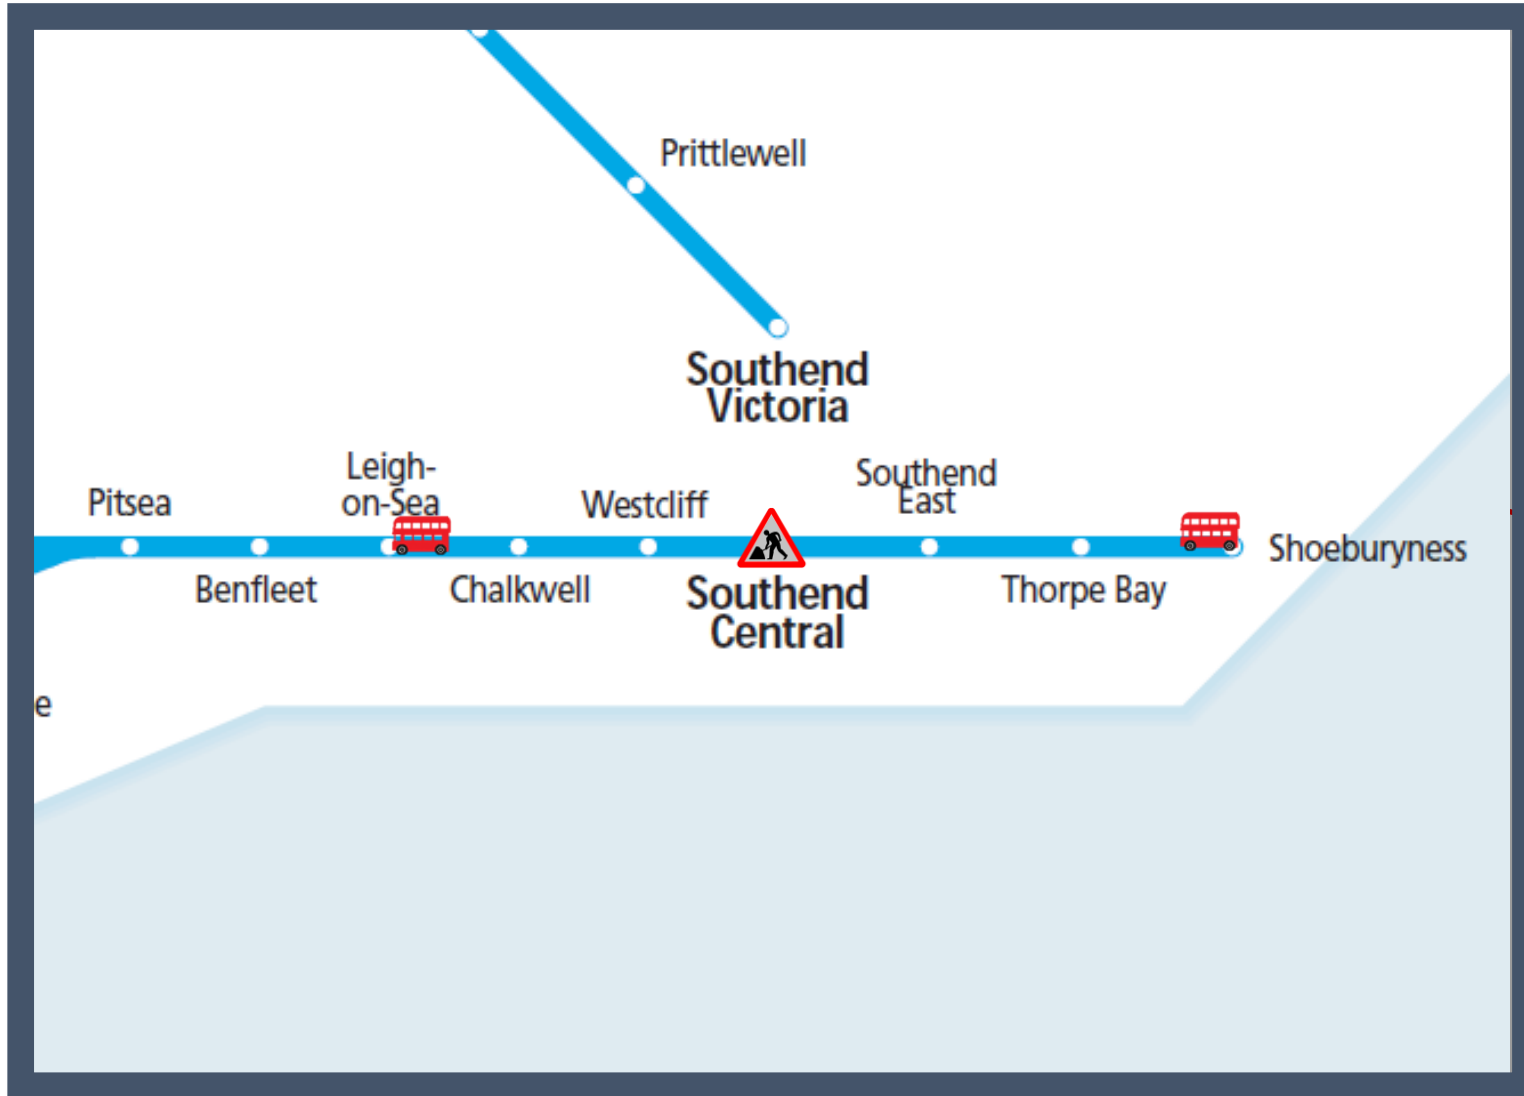 Prittlewell
Southend
Victoria
Leigh-
on-Sea
Pitsea
Westcliff
Southend
East
Shoeburyness
Benfleet
Chalkwell
Southend
Central
Thorpe Bay
e